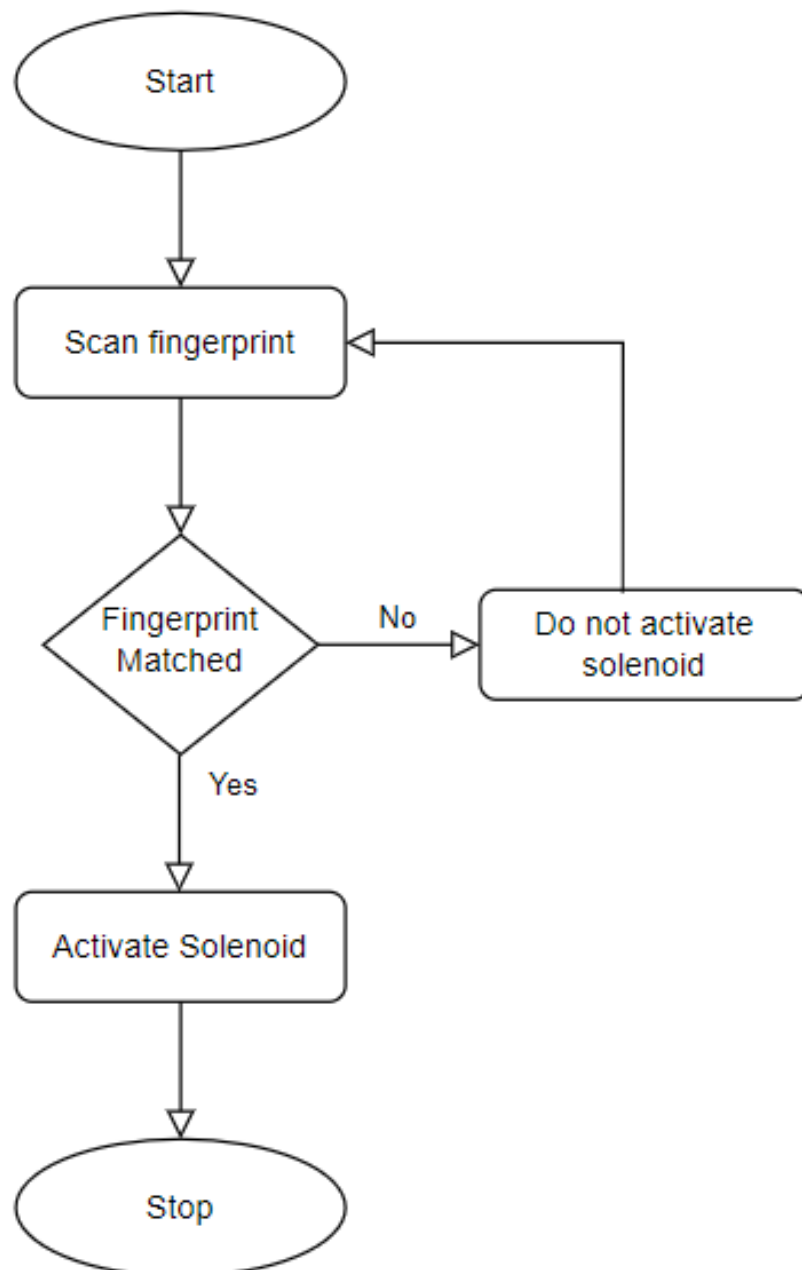 Start
Scan fingerprint
Fingerprint
Matched
No
Do not activate
solenoid
Yes
Activate Solenoid
Stop